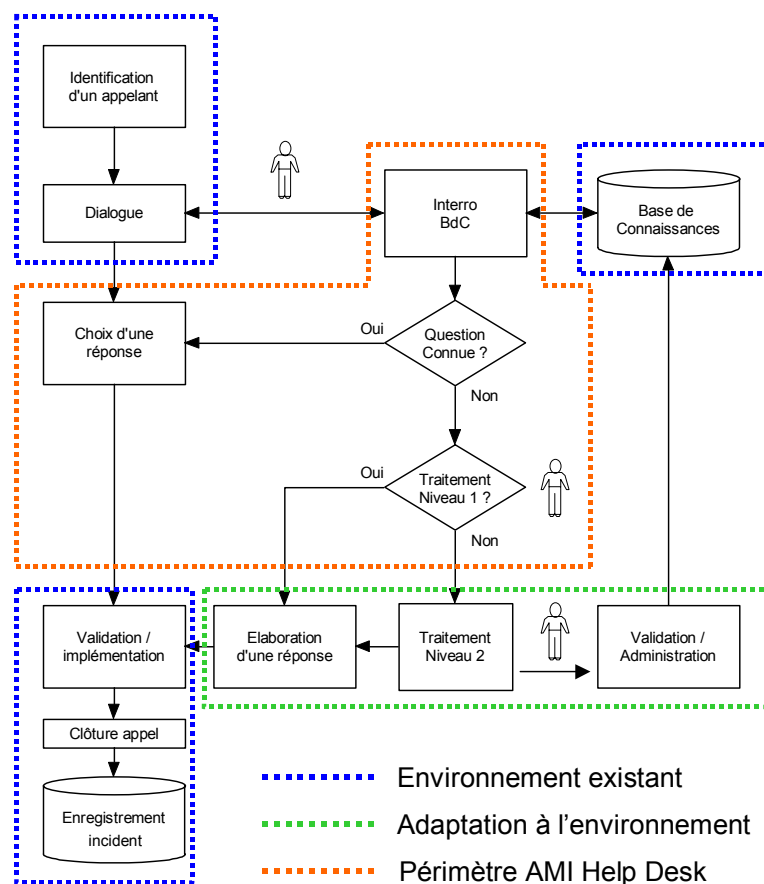 Identification
d'un appelant
Dialogue
Interro
BdC
Base de
Connaissances
Choix d'une
réponse
Oui
Question
Connue ?
Non
Oui
Traitement
Niveau 1 ?
Non
Validation /
implémentation
Elaboration
d'une réponse
Traitement
Niveau 2
Validation /
Administration
Clôture appel
Enregistrement
incident
Environnement existant
Adaptation à l’environnement
Périmètre AMI Help Desk